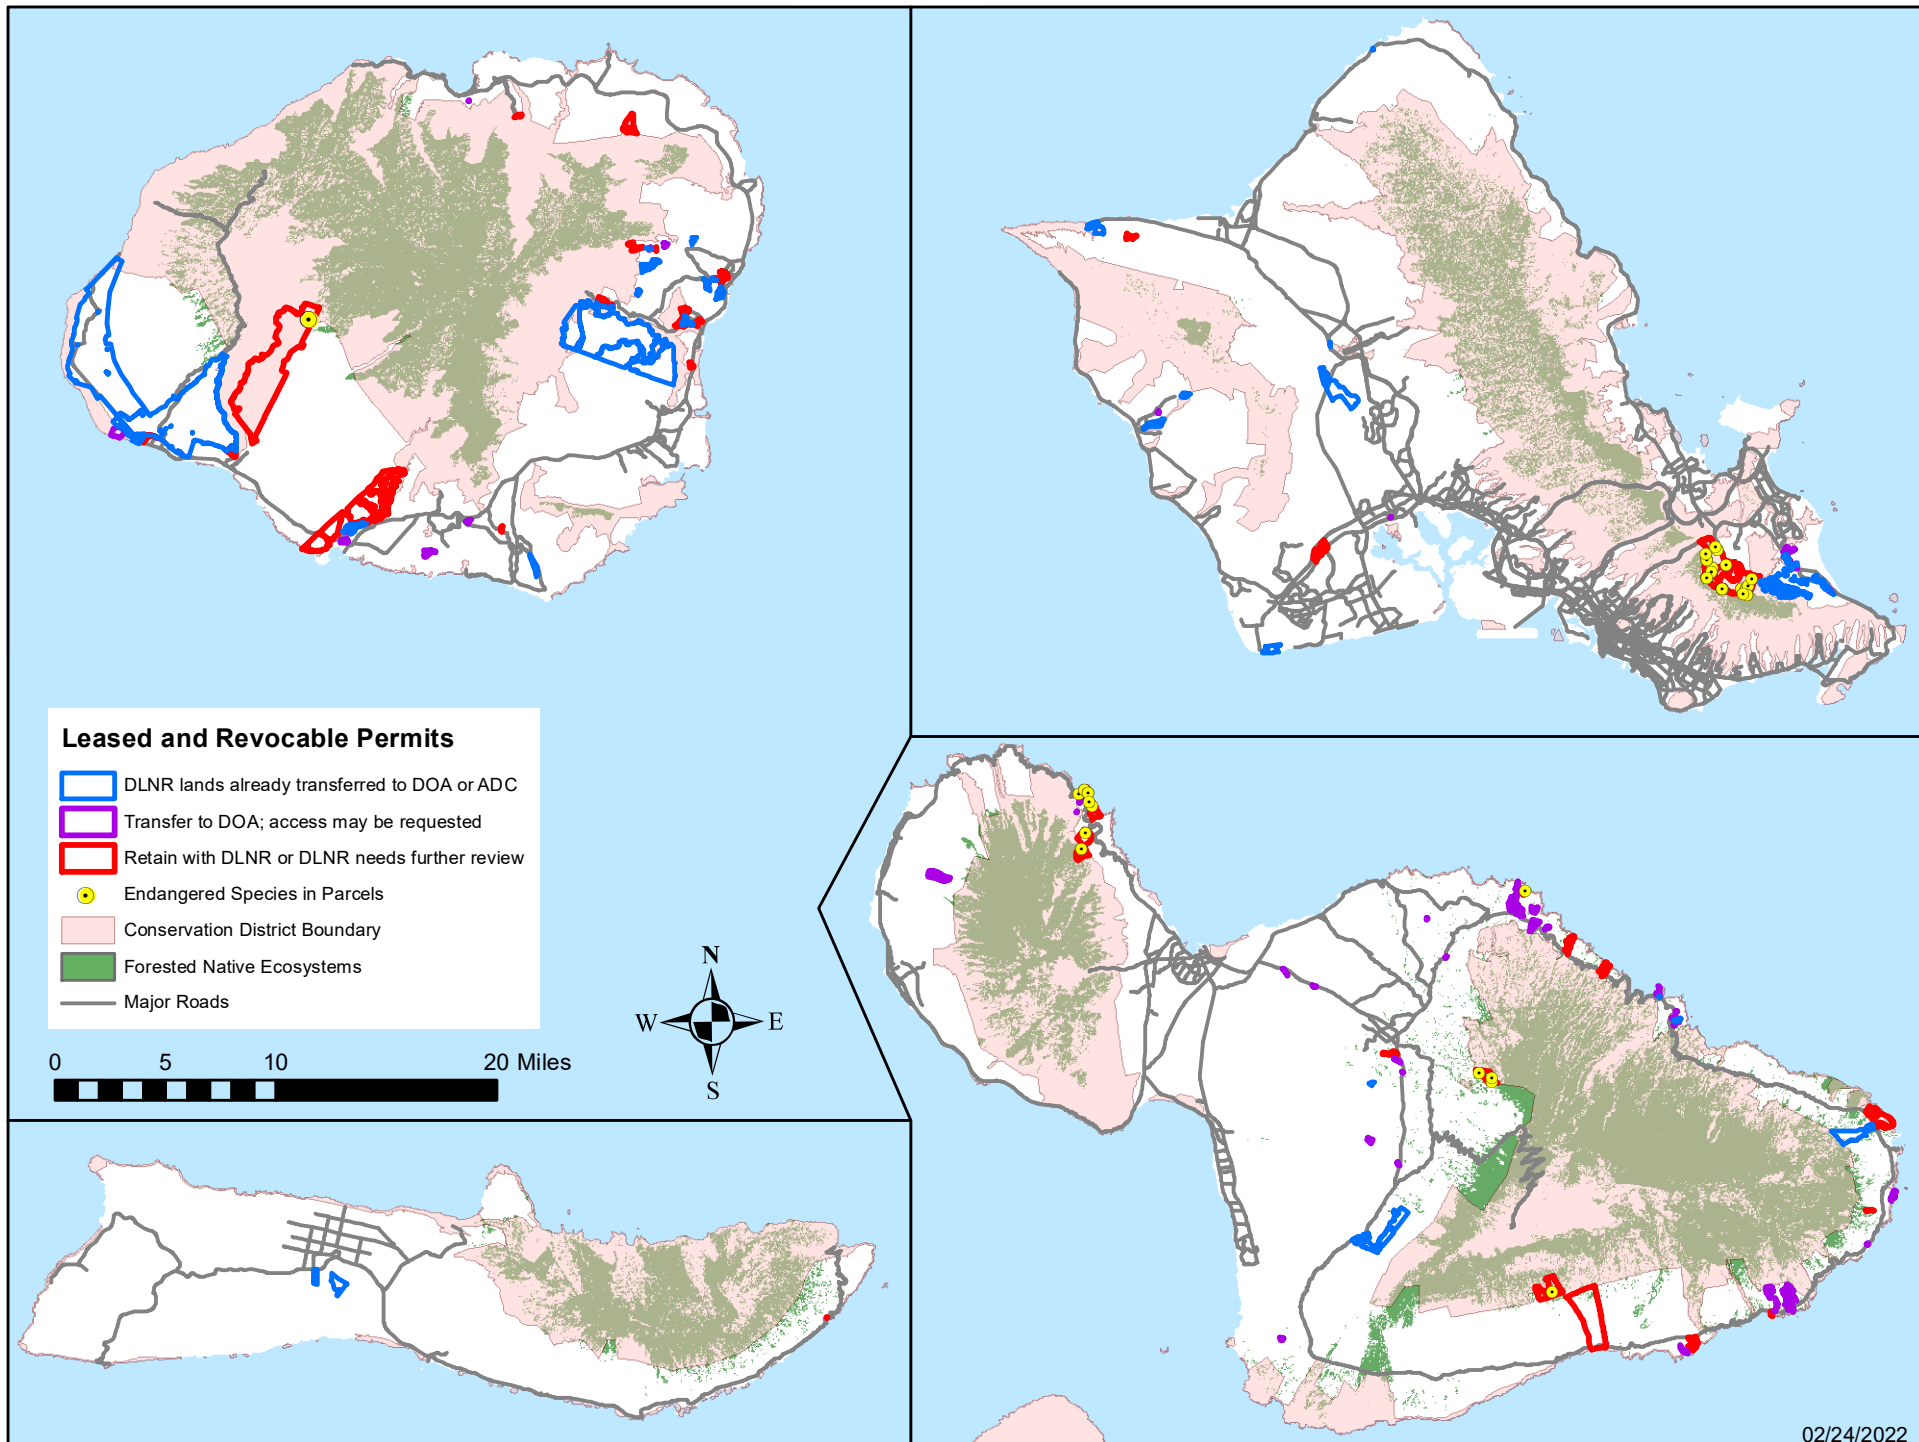 Leased and Revocable Permits
DLNR lands already transferred to DOA or ADC
Transfer to DOA; access may be requested
Retain with DLNR or DLNR needs further review
Endangered Species in Parcels
Conservation District Boundary
Forested Native Ecosystems
Major Roads
N
W E
S
0 5 10 20 Miles
02/24/2022